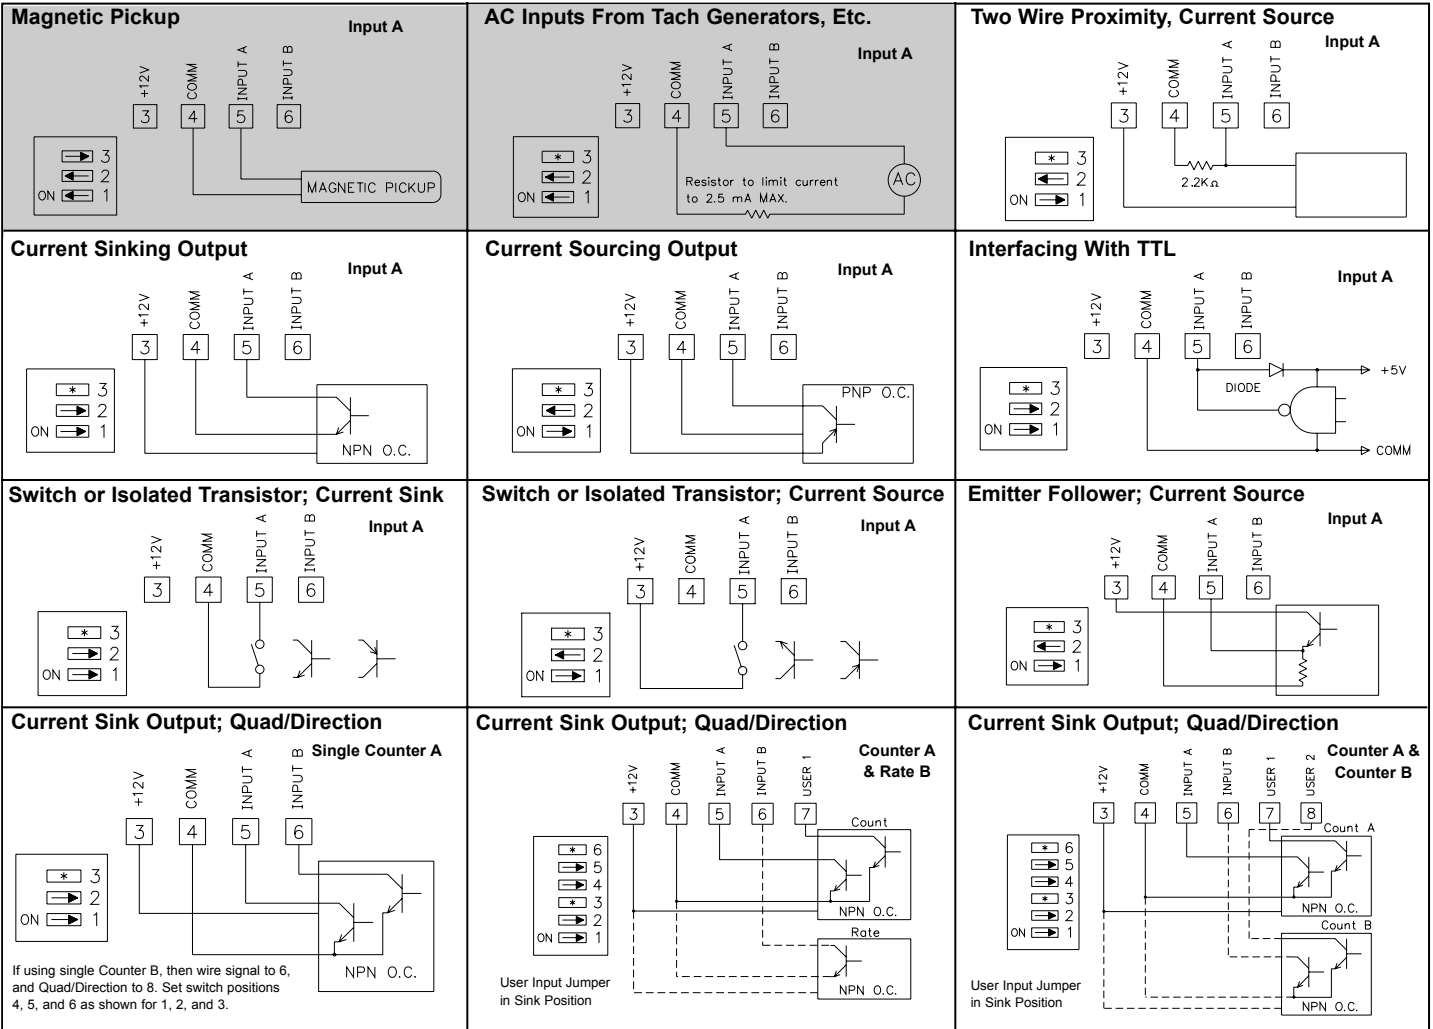 Magnetic Pickup
Input A
+12V
COMM
INPUT A
INPUT B
3 4 5 6
3
2
ON 1
MAGNETIC PICKUP
AC Inputs From Tach Generators, Etc.
Input A
+12V
COMM
INPUT A
INPUT B
3 4 5 6
* 3
2
ON 1
Resistor to limit current
to 2.5 mA MAX.
AC
Two Wire Proximity, Current Source
Input A
+12V
COMM
INPUT A
INPUT B
3 4 5 6
* 3
2
ON 1
2.2KΩ
Current Sinking Output
Input A
+12V
COMM
INPUT A
INPUT B
3 4 5 6
* 3
2
ON 1
NPN O.C.
Current Sourcing Output
Input A
+12V
COMM
INPUT A
INPUT B
3 4 5 6
* 3
2
ON 1
PNP O.C.
Interfacing With TTL
Input A
+12V
COMM
INPUT A
INPUT B
3 4 5 6
* 3
2
ON 1
DIODE
+5V
COMM
Switch or Isolated Transistor; Current Sink
Input A
+12V
COMM
INPUT A
INPUT B
3 4 5 6
* 3
2
ON 1
Switch or Isolated Transistor; Current Source
Input A
+12V
COMM
INPUT A
INPUT B
3 4 5 6
* 3
2
ON 1
Emitter Follower; Current Source
Input A
+12V
COMM
INPUT A
INPUT B
3 4 5 6
* 3
2
ON 1
Current Sink Output; Quad/Direction
Single Counter A
+12V
COMM
INPUT A
INPUT B
3 4 5 6
* 3
2
ON 1
NPN O.C.
If using single Counter B, then wire signal to 6,
and Quad/Direction to 8. Set switch positions
4, 5, and 6 as shown for 1, 2, and 3.
Current Sink Output; Quad/Direction
Counter A
& Rate B
+12V
COMM
INPUT A
INPUT B
USER 1
3 4 5 6 7
Count
* 6
5
4
* 3
2
ON 1
NPN O.C.
Rate
NPN O.C.
User Input Jumper
in Sink Position
Current Sink Output; Quad/Direction
Counter A &
Counter B
+12V
COMM
INPUT A
INPUT B
USER 1
USER 2
3 4 5 6 7 8
Count A
* 6
5
4
* 3
2
ON 1
NPN O.C.
Count B
NPN O.C.
User Input Jumper
in Sink Position